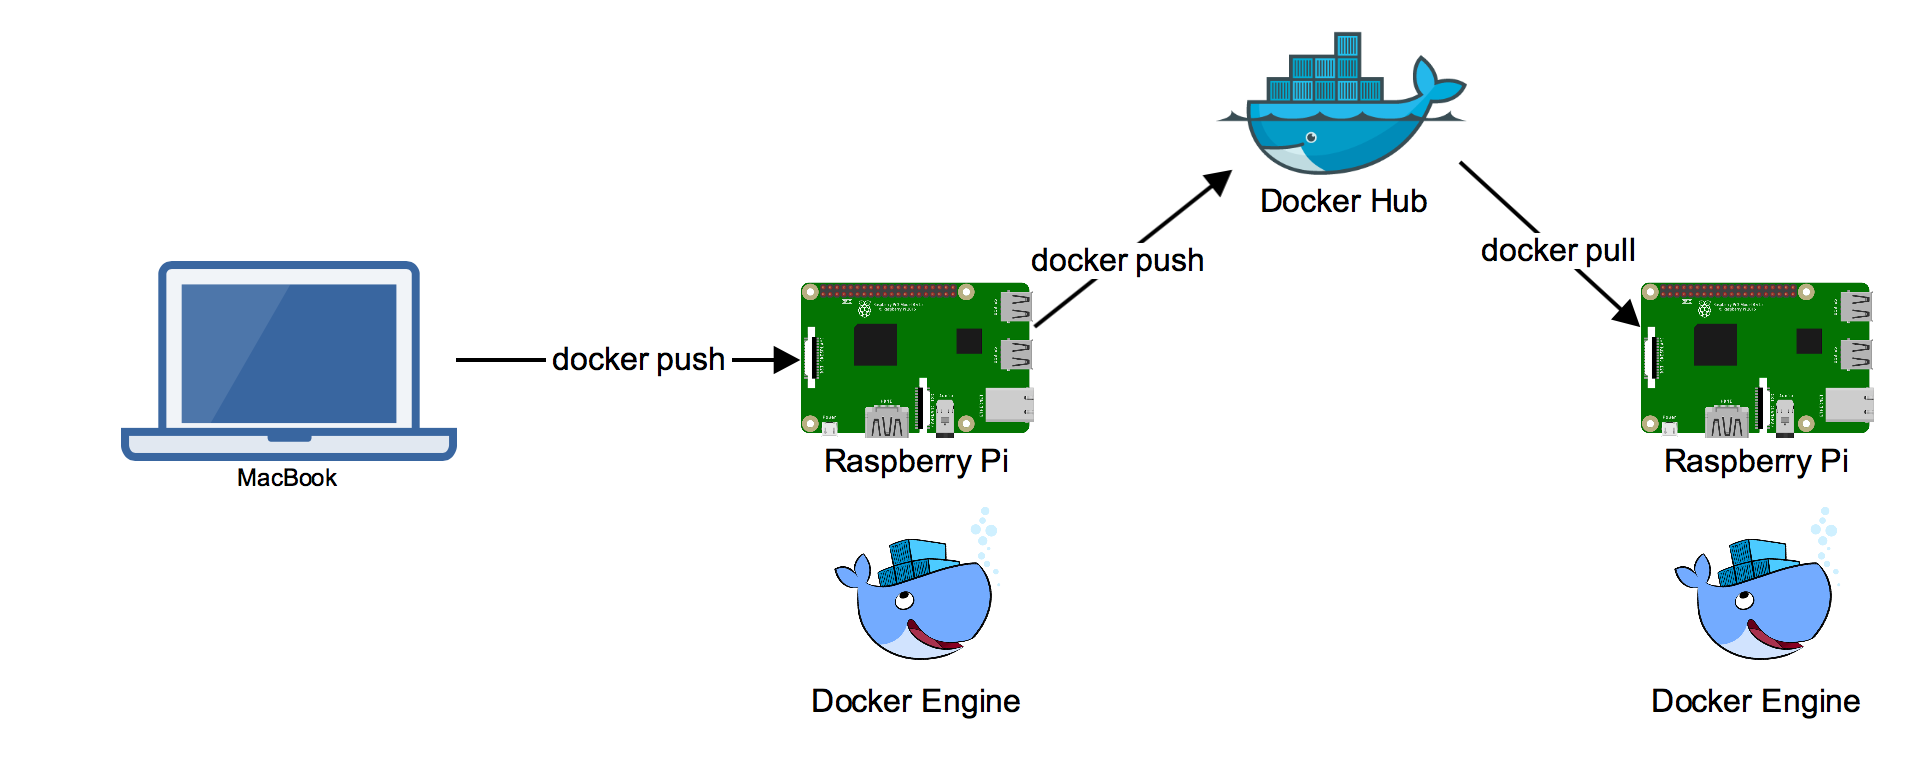 Docker Hub
docker push
docker pull
docker push
MacBook
Raspberry Pi
Raspberry Pi
Docker Engine
Docker Engine